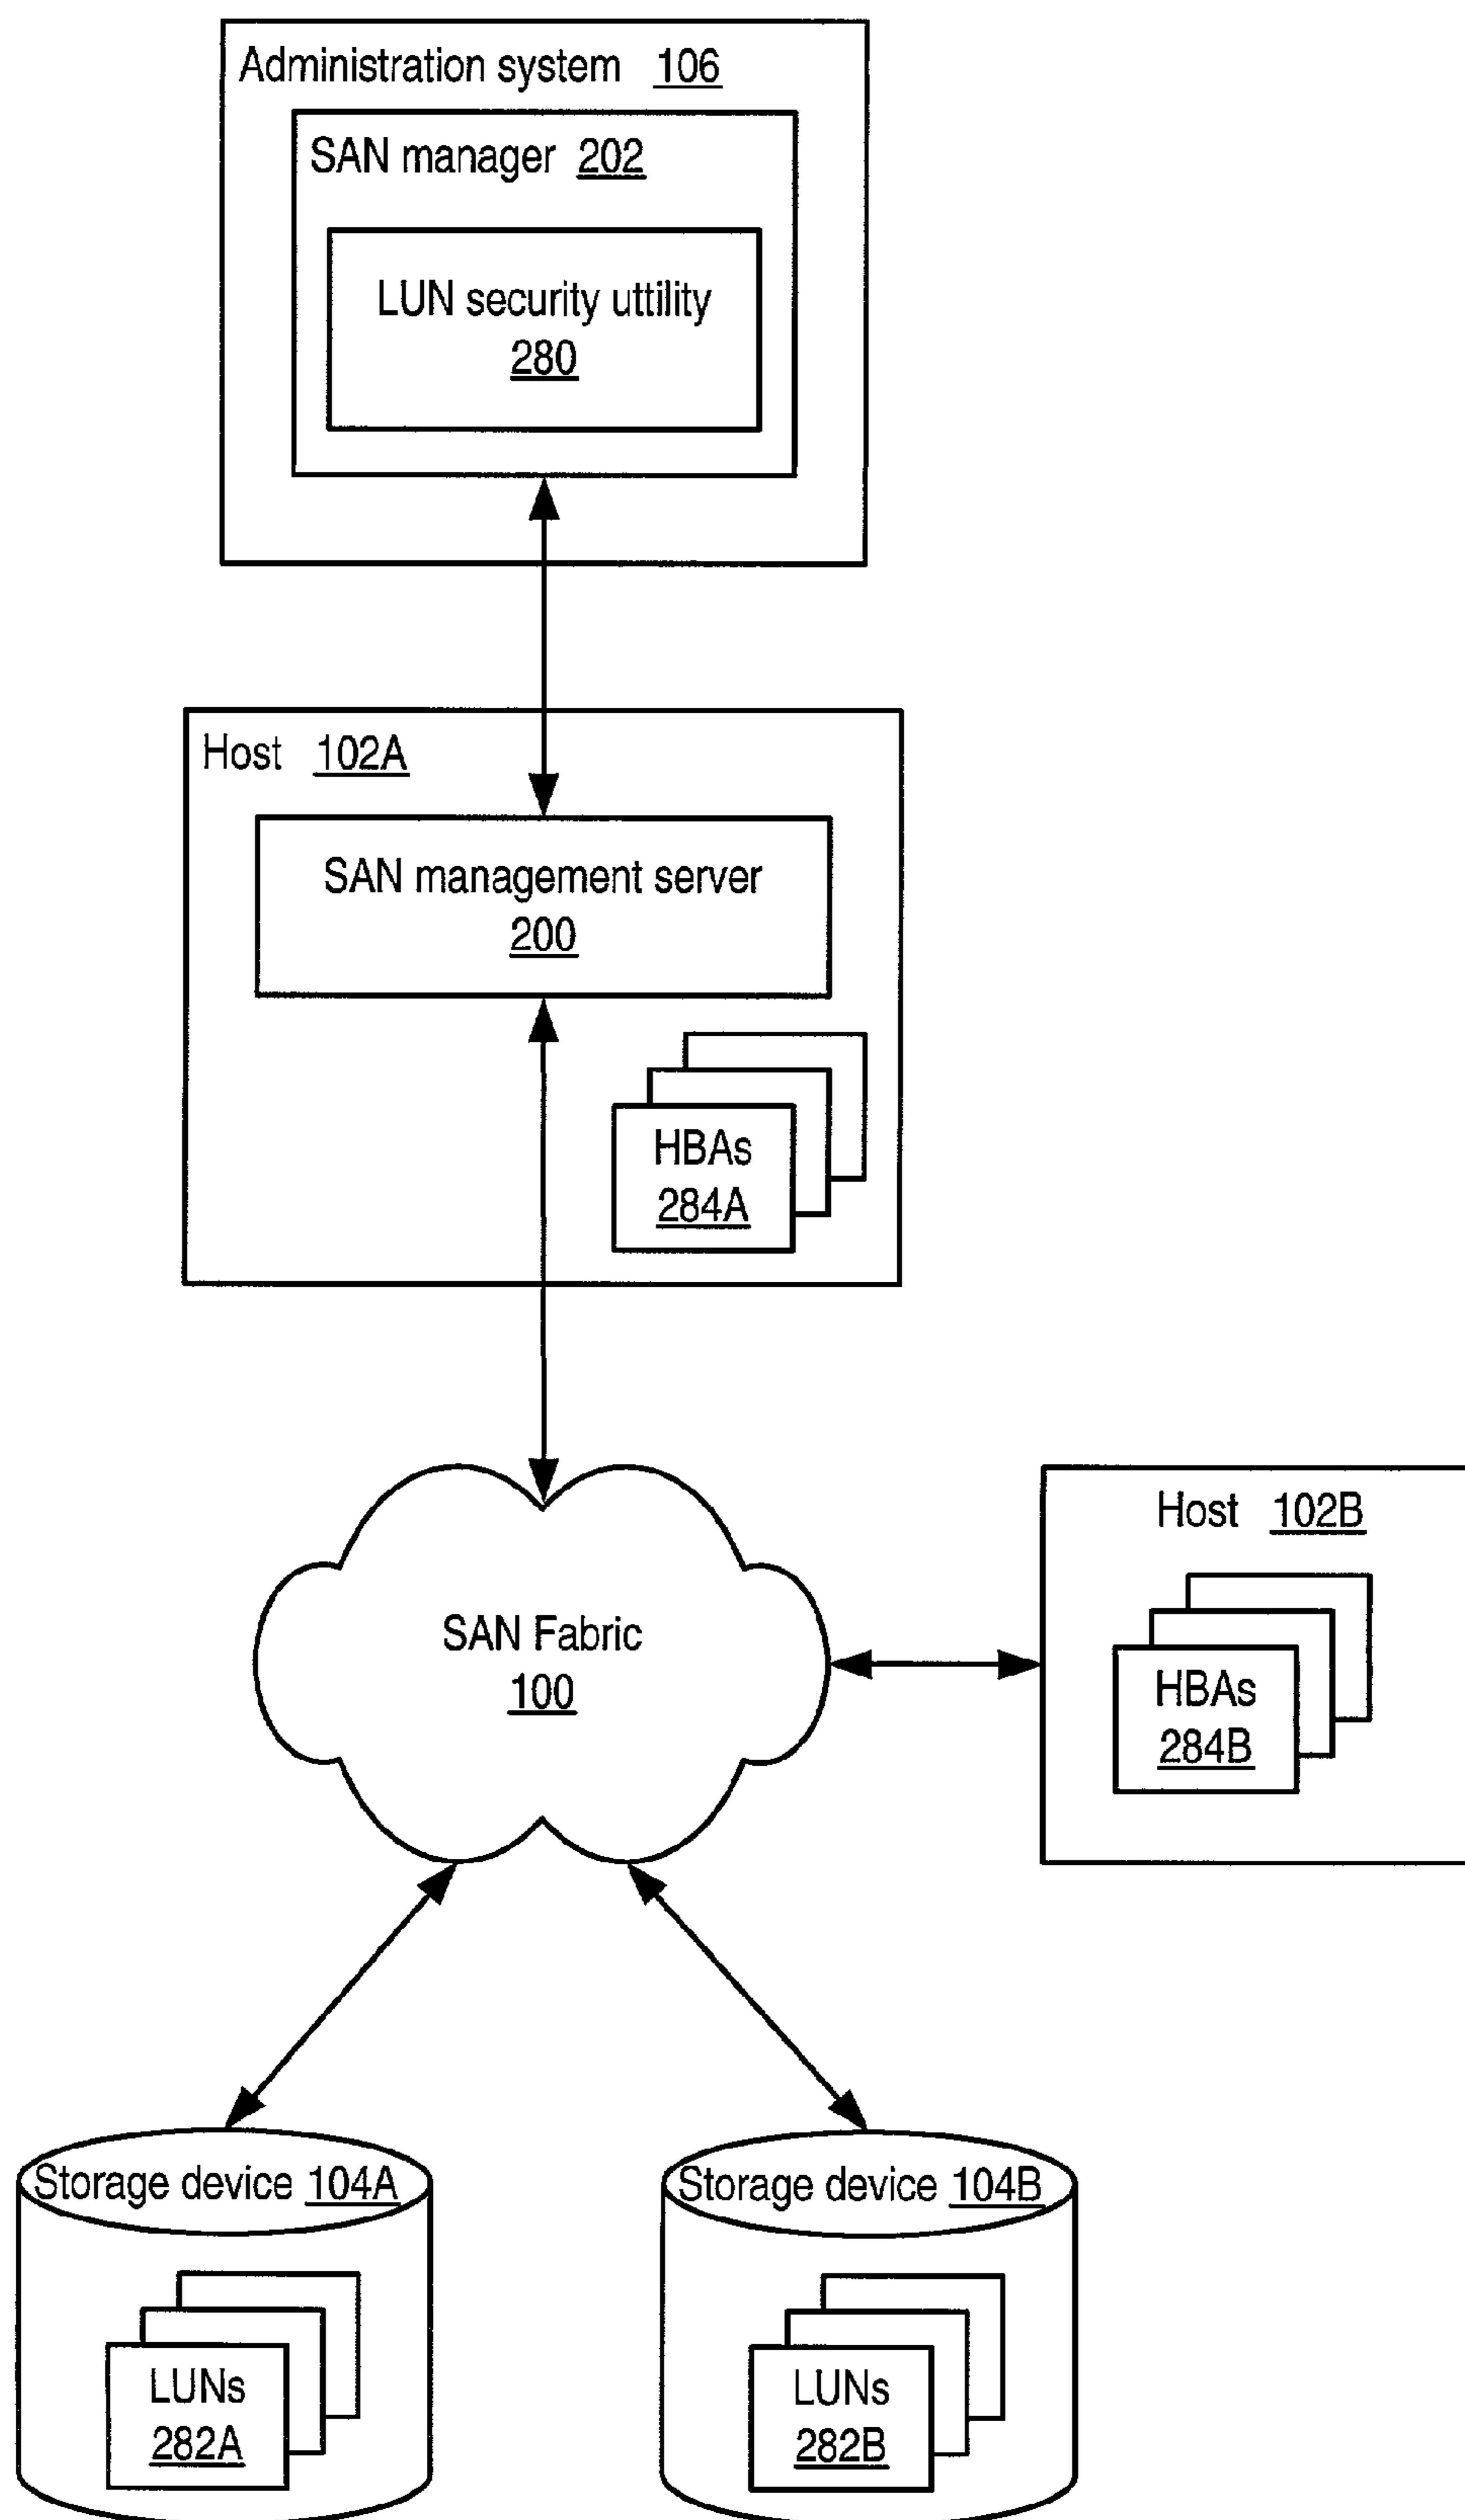 Administration system 106
SAN manager 202
LUN security uttility
280
Host 102A
SAN management server
200
HBAs
284A
Host 102B
SAN Fabric
100
HBAs
284B
Storage device 104A
Storage device 104B
LUNs
282A
LUNs
282B